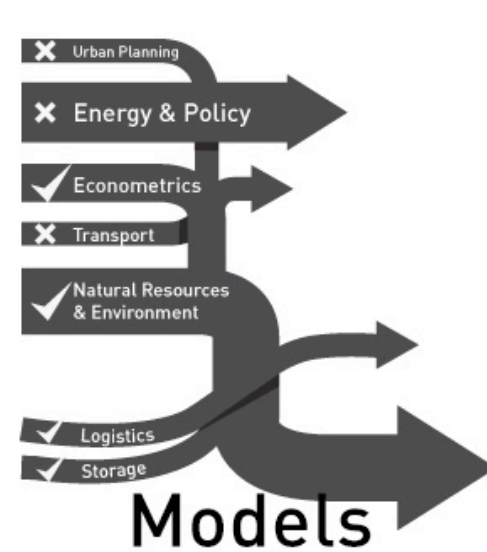 Urban Planning
Energy & Policy
Econometrics
Transport
Natural Resources
& Environment
Logistics
Storage
Models